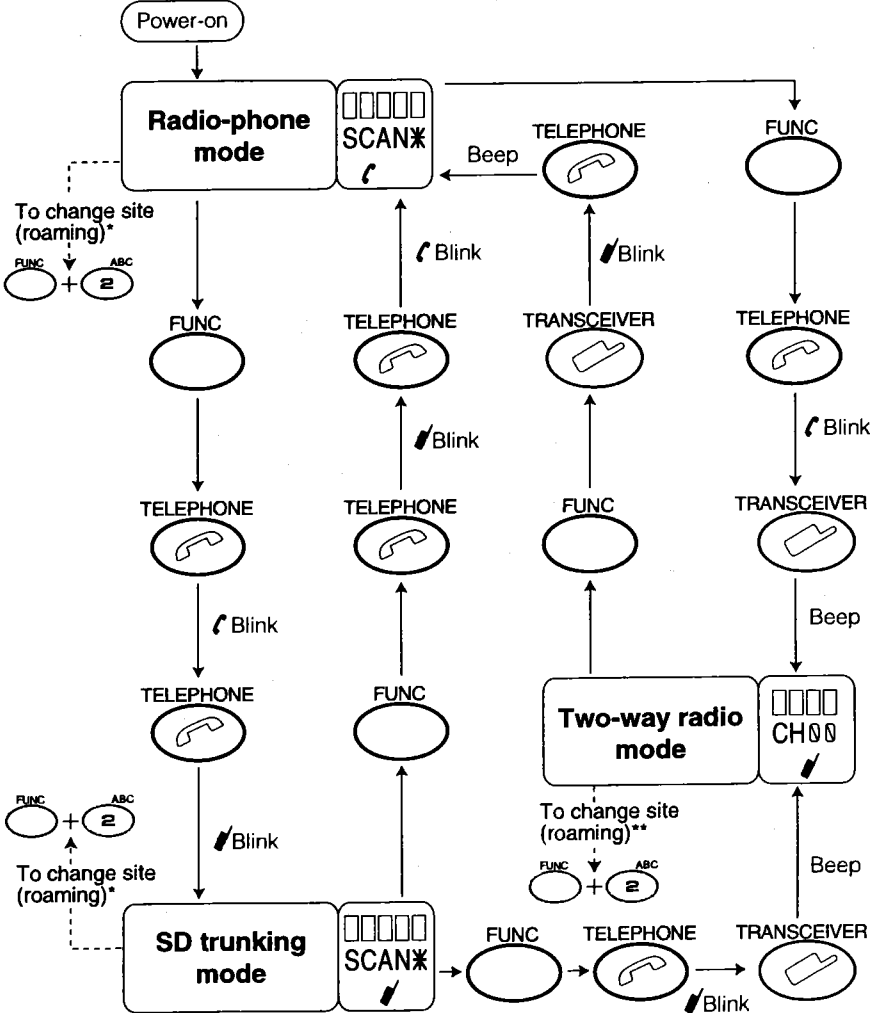 Power-on
Radio-phone
mode
SCAN
TELEPHONE
Beep
FUNC
To change site
(roaming)*
FUNC
+
ABC
2
Blink
Blink
FUNC
TELEPHONE
TRANSCEIVER
TELEPHONE
Blink
Blink
TELEPHONE
TELEPHONE
FUNC
TRANSCEIVER
Blink
Beep
TELEPHONE
FUNC
Two-way radio
mode
CH00
FUNC
+
ABC
2
Blink
To change site
(roaming)*
To change site
(roaming)**
FUNC
+
ABC
2
Beep
SD trunking
mode
SCAN
FUNC
TELEPHONE
TRANSCEIVER
Blink